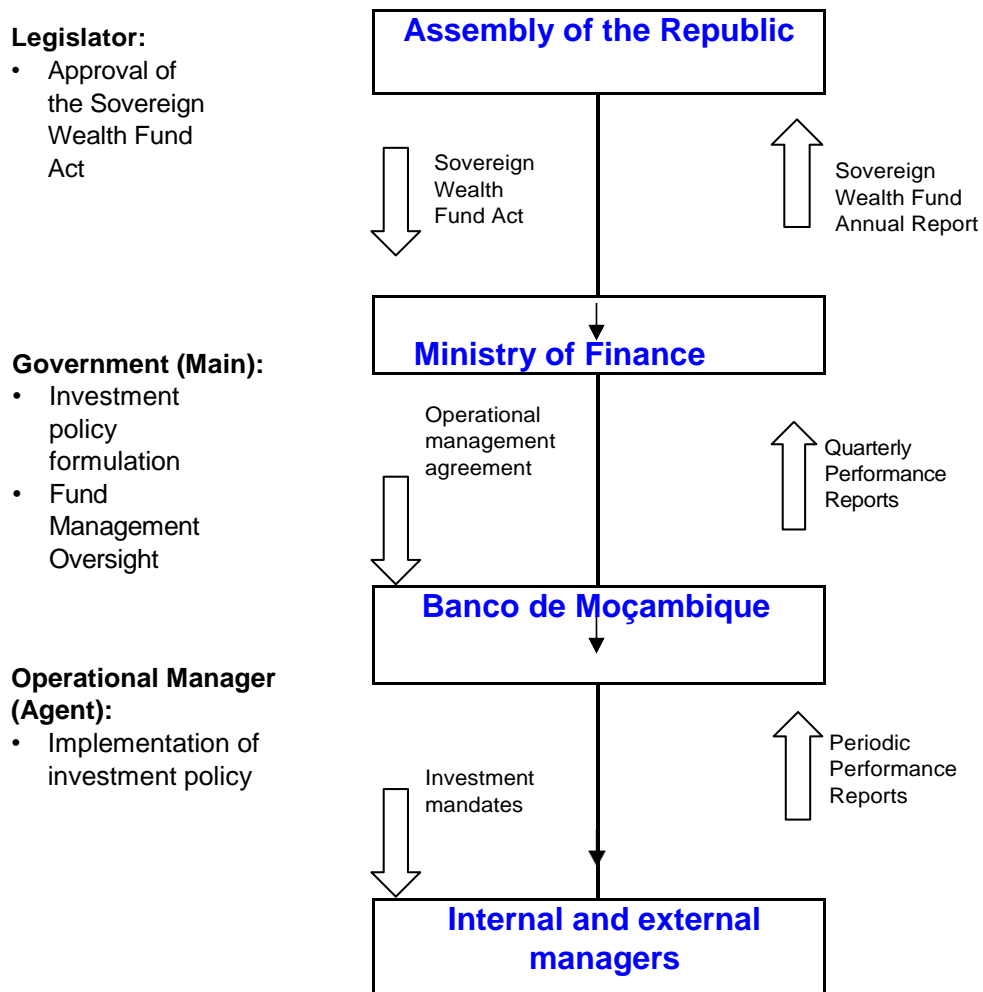 Assembly of the Republic
Legislator:
• Approval of
the Sovereign
Wealth Fund
Act
Sovereign
Wealth
Fund Act
Sovereign
Wealth Fund
Annual Report
Ministry of Finance
Government (Main):
• Investment
policy
formulation
• Fund
Management
Oversight
Operational
management
agreement
Quarterly
Performance
Reports
Banco de Moçambique
Operational Manager
(Agent):
• Implementation of
investment policy
Investment
mandates
Periodic
Performance
Reports
Internal and external
managers